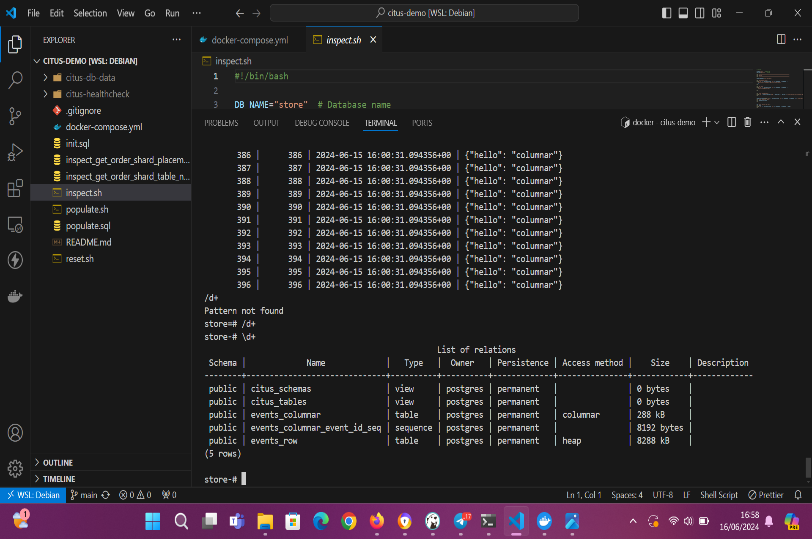 File Edit Selection View Go Run ··· citus-demo [WSL: Debian]
EXPLORER ···
CITUS-DEMO [WSL: DEBIAN]
citus-db-data
citus-healthcheck
.gitignore
docker-compose.yml
init.sql
inspect_get_order_shard_placem...
inspect_get_order_shard_table_n...
inspect.sh
populate.sh
populate.sql
README.md
reset.sh
OUTLINE
TIMELINE
docker-compose.yml inspect.sh
inspect.sh
1 #!/bin/bash
2
3 DB_NAME="store" # Database name
PROBLEMS OUTPUT DEBUG CONSOLE TERMINAL PORTS docker citus-demo
386 | 386 | 2024-06-15 16:00:31.094356+00 | {"hello": "columnar"}
387 | 387 | 2024-06-15 16:00:31.094356+00 | {"hello": "columnar"}
388 | 388 | 2024-06-15 16:00:31.094356+00 | {"hello": "columnar"}
389 | 389 | 2024-06-15 16:00:31.094356+00 | {"hello": "columnar"}
390 | 390 | 2024-06-15 16:00:31.094356+00 | {"hello": "columnar"}
391 | 391 | 2024-06-15 16:00:31.094356+00 | {"hello": "columnar"}
392 | 392 | 2024-06-15 16:00:31.094356+00 | {"hello": "columnar"}
393 | 393 | 2024-06-15 16:00:31.094356+00 | {"hello": "columnar"}
394 | 394 | 2024-06-15 16:00:31.094356+00 | {"hello": "columnar"}
395 | 395 | 2024-06-15 16:00:31.094356+00 | {"hello": "columnar"}
396 | 396 | 2024-06-15 16:00:31.094356+00 | {"hello": "columnar"}
/d+
Pattern not found
store=# /d+
store-# \d+
List of relations
Schema | Name | Type | Owner | Persistence | Access method | Size | Description
--------+-----------------------------+----------+----------+-------------+---------------+------------+-------------
public | citus_schemas | view | postgres | permanent | | 0 bytes |
public | citus_tables | view | postgres | permanent | | 0 bytes |
public | events_columnar | table | postgres | permanent | columnar | 288 kB |
public | events_columnar_event_id_seq | sequence | postgres | permanent | | 8192 bytes |
public | events_row | table | postgres | permanent | heap | 8288 kB |
(5 rows)
store-#
WSL: Debian main 0 0 0 Ln 1, Col 1 Spaces: 4 UTF-8 LF Shell Script Prettier
1 17 16:58
16/06/2024